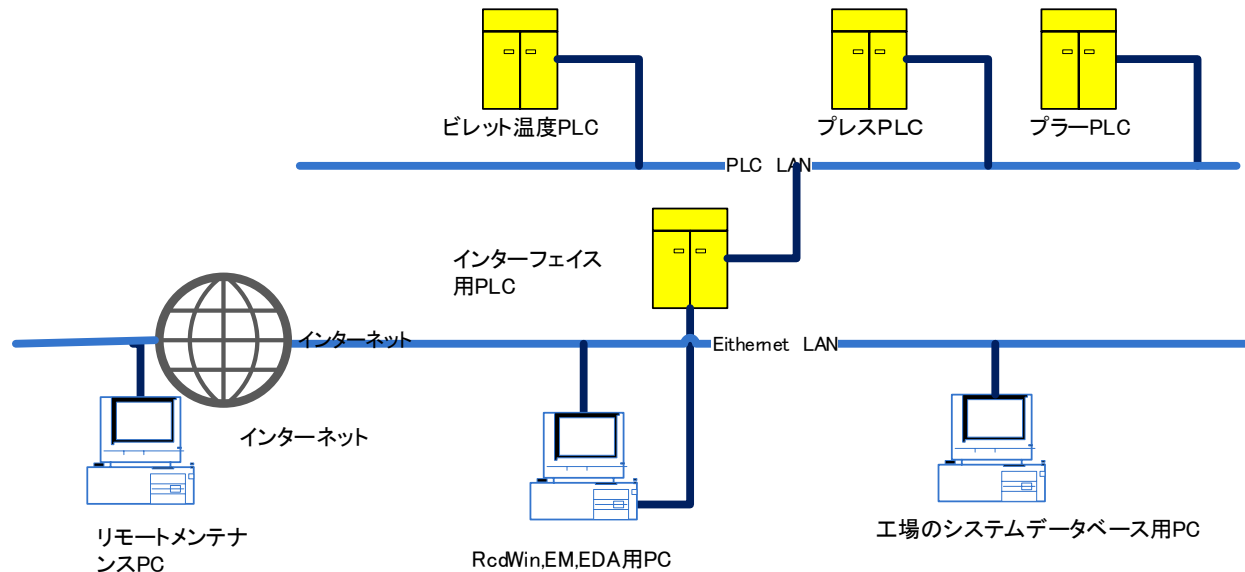 ビレット温度PLC
プレスPLC
プラーPLC
PLC LAN
インターフェイス
用PLC
インターネット
Eithernet LAN
インターネット
リモートメンテナ
ンスPC
RcdWin,EM,EDA用PC
工場のシステムデータベース用PC